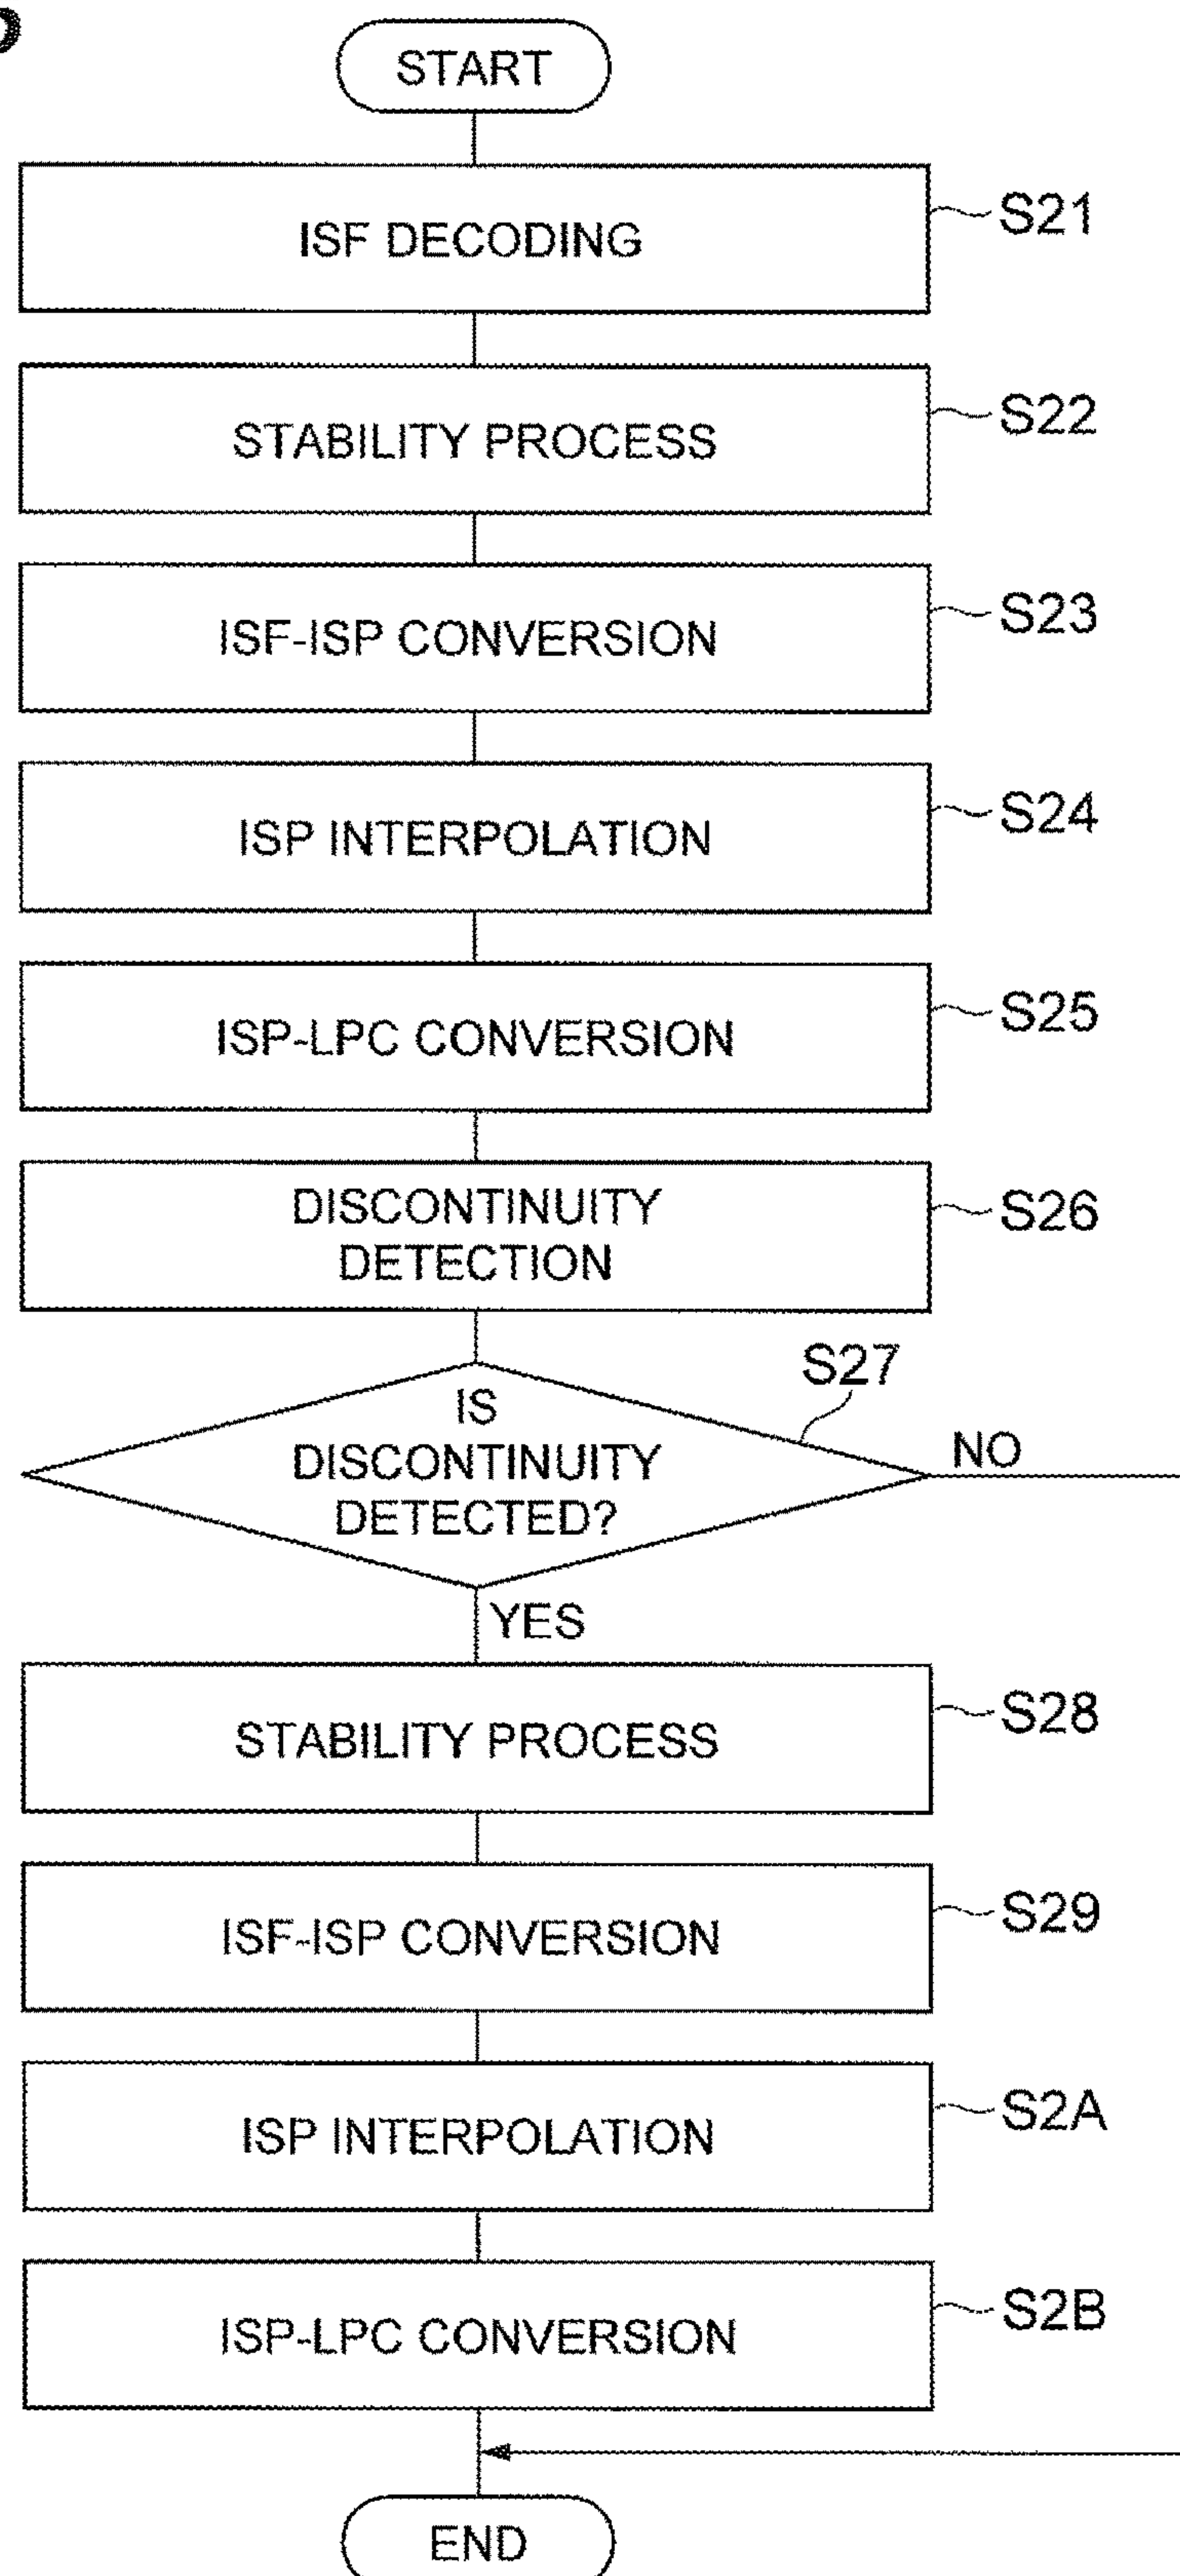 START
ISF DECODING
S21
STABILITY PROCESS
S22
ISF-ISP CONVERSION
S23
ISP INTERPOLATION
S24
ISP-LPC CONVERSION
S25
DISCONTINUITY
DETECTION
S26
S27
IS
DISCONTINUITY
DETECTED?
NO
YES
STABILITY PROCESS
S28
ISF-ISP CONVERSION
S29
ISP INTERPOLATION
S2A
ISP-LPC CONVERSION
S2B
END